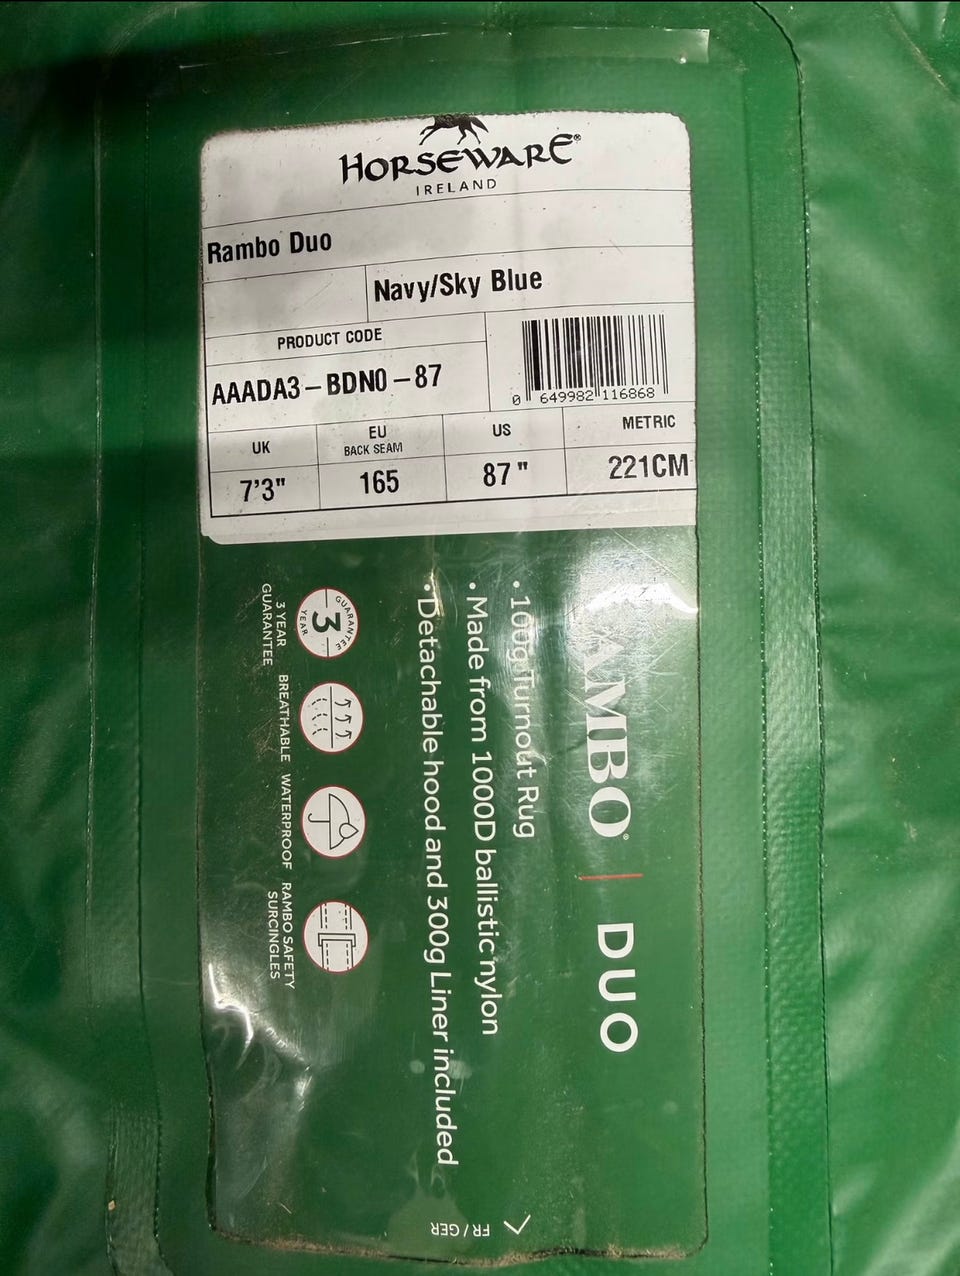 HORSEWARE®
IRELAND
Rambo Duo
Navy/Sky Blue
PRODUCT CODE
AAADA3-BDN0-87
0 649982 116868
UK
EU
BACK SEAM
US
METRIC
7'3"
165
87"
221CM
AMBO® | DUO
• 100g Turnout Rug
• Made from 1000D ballistic nylon
• Detachable hood and 300g Liner included
GUARANTEE
3
YEAR
3 YEAR
GUARANTEE
BREATHABLE
WATERPROOF
RAMBO SAFETY
SURCINGLES
FR / GER